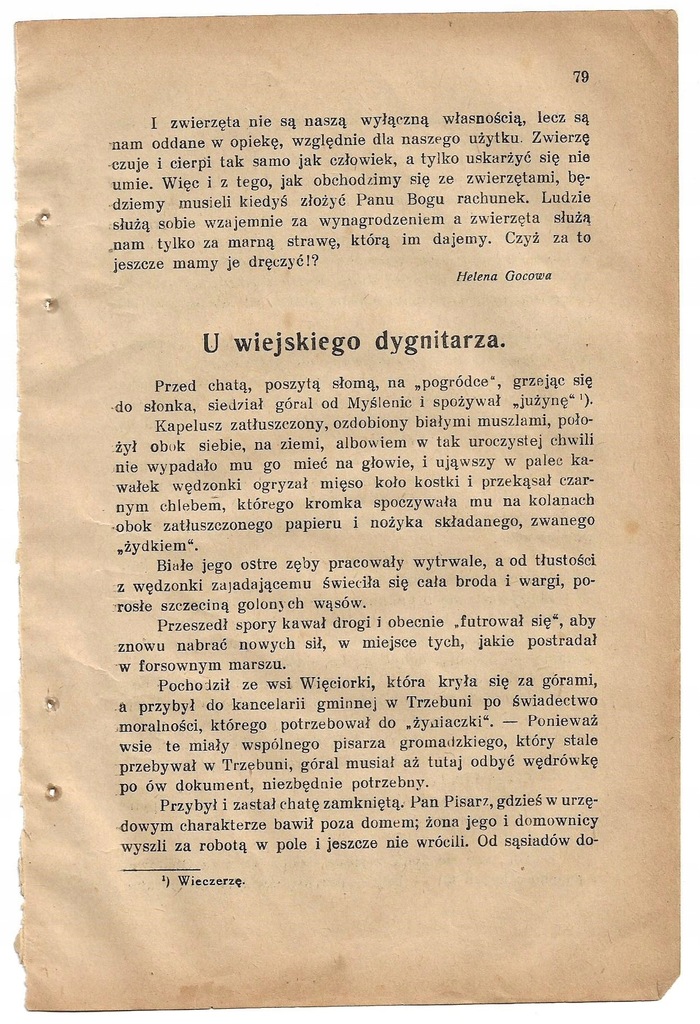 79
I zwierzęta nie są naszą wyłączną własnością, lecz są
nam oddane w opiekę, względnie dla naszego użytku. Zwierzę
czuje i cierpi tak samo jak człowiek, a tylko uskarżyć się nie
umie. Więc i z tego, jak obchodzimy się ze zwierzętami, bę-
dziemy musieli kiedyś złożyć Panu Bogu rachunek. Ludzie
służą sobie wzajemnie za wynagrodzeniem a zwierzęta służą
nam tylko za marną strawę, którą im dajemy. Czyż za to
jeszcze mamy je dręczyć!?
Helena Gocowa
U wiejskiego dygnitarza.
Przed chatą, poszytą słomą, na „pogródce“, grzejąc się
do słonka, siedział góral od Myślenic i spożywał „jużynę“ ¹).
Kapelusz zatłuszczony, ozdobiony białymi muszlami, poło-
żył obok siebie, na ziemi, albowiem w tak uroczystej chwili
nie wypadało mu go mieć na głowie, i ująwszy w palec ka-
wałek wędzonki ogryzał mięso koło kostki i przekąsał czar-
nym chlebem, którego kromka spoczywała mu na kolanach
obok zatłuszczonego papieru i nożyka składanego, zwanego
„żydkiem“.
Białe jego ostre zęby pracowały wytrwale, a od tłustości
z wędzonki zajadającemu świeciła się cała broda i wargi, po-
rosłe szczeciną golonych wąsów.
Przeszedł spory kawał drogi i obecnie „futrował się“, aby
znowu nabrać nowych sił, w miejsce tych, jakie postradał
w forsownym marszu.
Pochodził ze wsi Więciorki, która kryła się za górami,
a przybył do kancelarii gminnej w Trzebuni po świadectwo
moralności, którego potrzebował do „żyniaczki“. — Ponieważ
wsie te miały wspólnego pisarza gromadzkiego, który stale
przebywał w Trzebuni, góral musiał aż tutaj odbyć wędrówkę
po ów dokument, niezbędnie potrzebny.
Przybył i zastał chatę zamkniętą. Pan Pisarz, gdzieś w urzę-
dowym charakterze bawił poza domem; żona jego i domownicy
wyszli za robotą w pole i jeszcze nie wrócili. Od sąsiadów do-
¹) Wieczerzę.